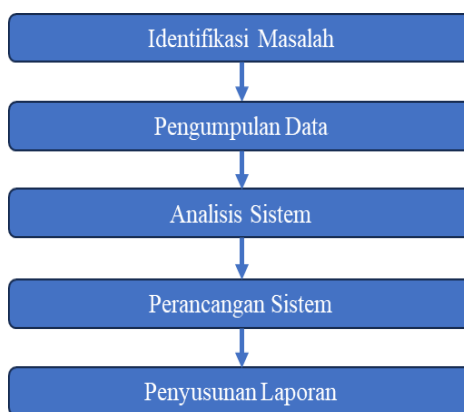 Identifikasi Masalah
Pengumpulan Data
Analisis Sistem
Perancangan Sistem
Penyusunan Laporan